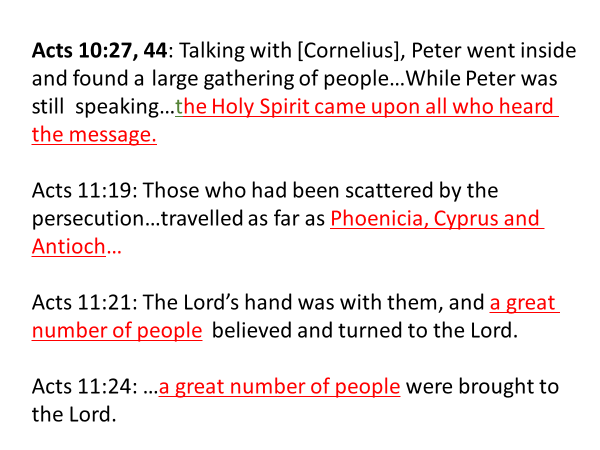 Acts 10:27, 44: Talking with [Cornelius], Peter went inside
and found a large gathering of people…While Peter was
still speaking…the Holy Spirit came upon all who heard
the message.
Acts 11:19: Those who had been scattered by the
persecution…travelled as far as Phoenicia, Cyprus and
Antioch…
Acts 11:21: The Lord’s hand was with them, and a great
number of people believed and turned to the Lord.
Acts 11:24: …a great number of people were brought to
the Lord.